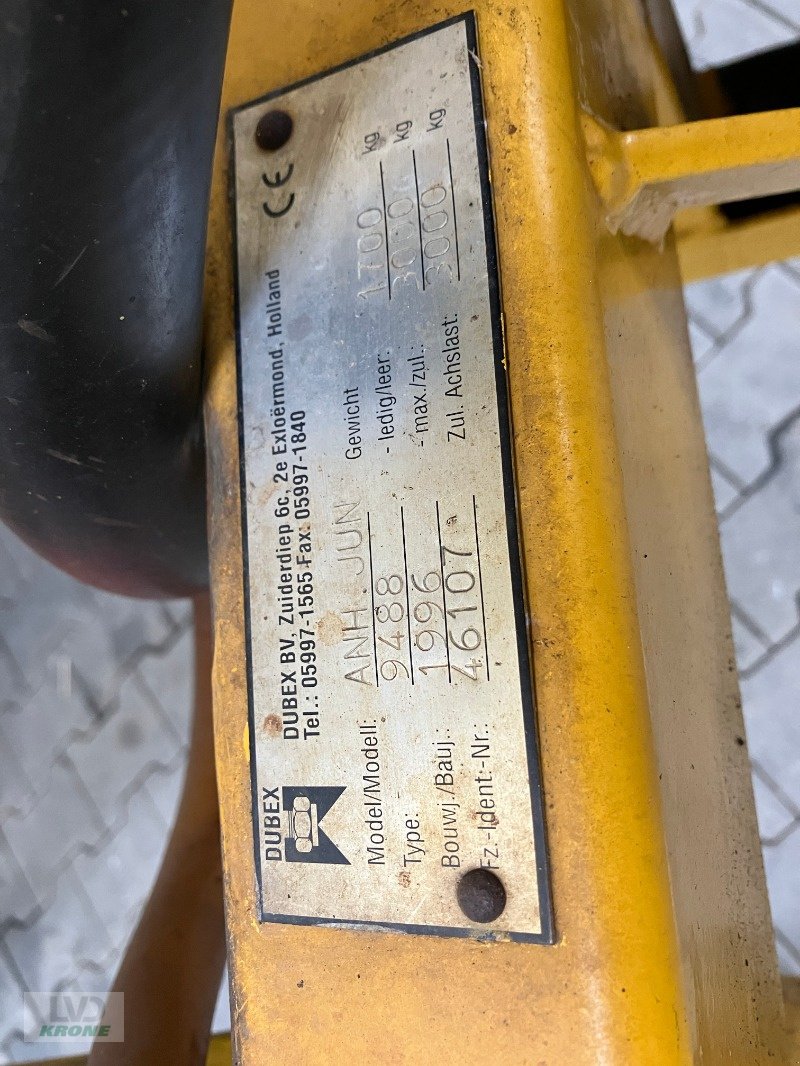 DUBEX
DUBEX BV, Zuiderdiep 6c, 2e Exloërmond, Holland
Tel.: 05997-1565 Fax: 05997-1840
CE
Model/Modell: ANH. JUN
Type: 9488
Bouwj./Bauj.: 1996
Fz.-Ident.-Nr.: 46107
Gewicht
- ledig/leer: 1700 kg
- max./zul.: 3000 kg
Zul. Achslast: 3000 kg
LVD
KRONE